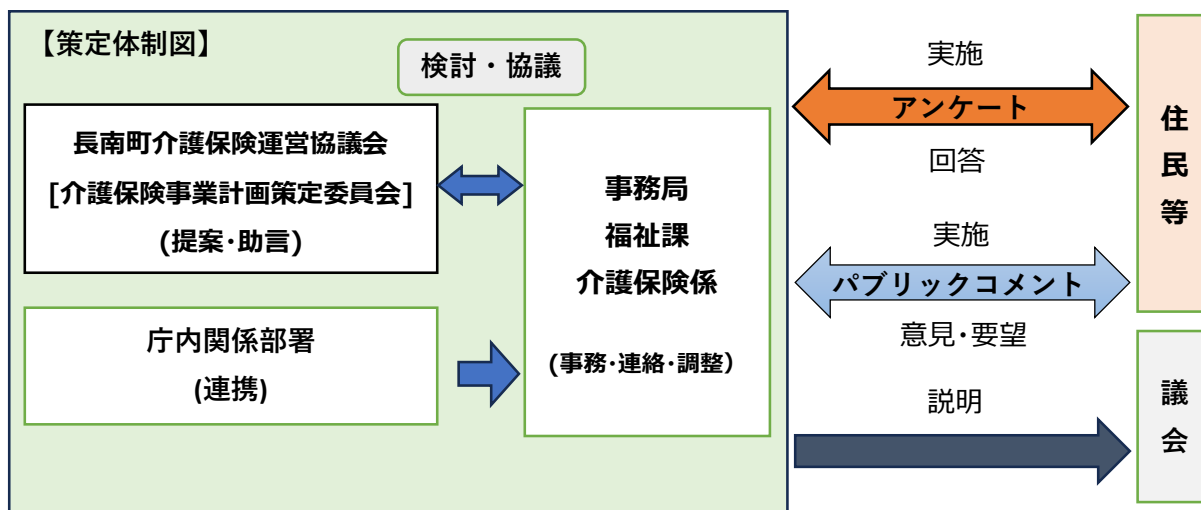 【策定体制図】
検討・協議
長南町介護保険運営協議会
[介護保険事業計画策定委員会]
(提案･助言)
事務局
福祉課
介護保険係
(事務･連絡･調整）
庁内関係部署
(連携)
実施
アンケート
回答
実施
パブリックコメント
意見･要望
説明
住民等
議会